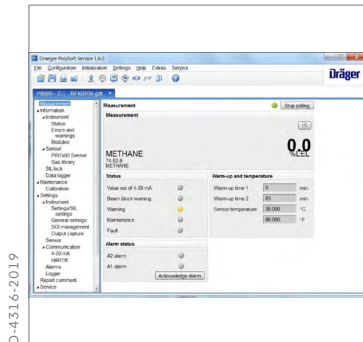 Draeger PolySoft Service 1.6.0
File Configuration Initialization Settings Help Extras Service
Dräger
Measurement
Information
Instrument
Status
Errors and
warnings
Modules
Sensor
Gas library
SIL lock
Data logger
Maintenance
Calibration
Settings
Instrument
Settings/SIL
settings
General settings
SCI management
Output capture
Sensor
Communication
4-20 mA
HART®
Alarms
Logger
Report comment
Service
Measurement
Stop polling
Measurement
0.0
%LEL
METHANE
74-82-8
METHANE
Status
Value out of 4-20 mA
Beam block warning
Warning
Maintenance
Fault
Warm-up and temperature
Warm-up time 1 0 min.
Warm-up time 2 03 min.
Sensor temperature 30.000 °C
86.000 °F
Alarm status
A2 alarm
A1 alarm
Acknowledge alarm
D-4316-2019